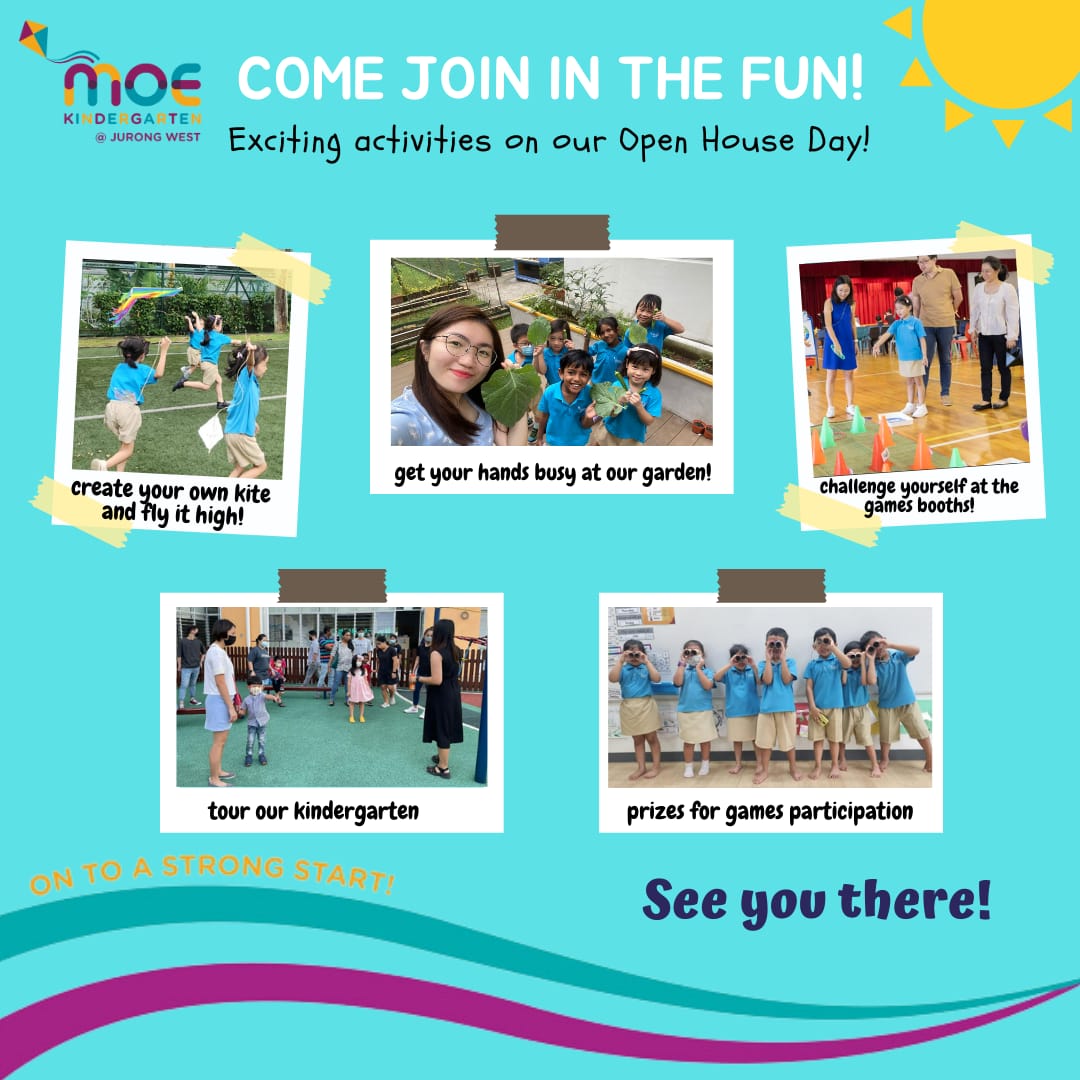 moe
KINDERGARTEN
@ JURONG WEST
COME JOIN IN THE FUN!
Exciting activities on our Open House Day!
create your own kite
and fly it high!
get your hands busy at our garden!
challenge yourself at the
games booths!
tour our kindergarten
prizes for games participation
ON TO A STRONG START!
See you there!